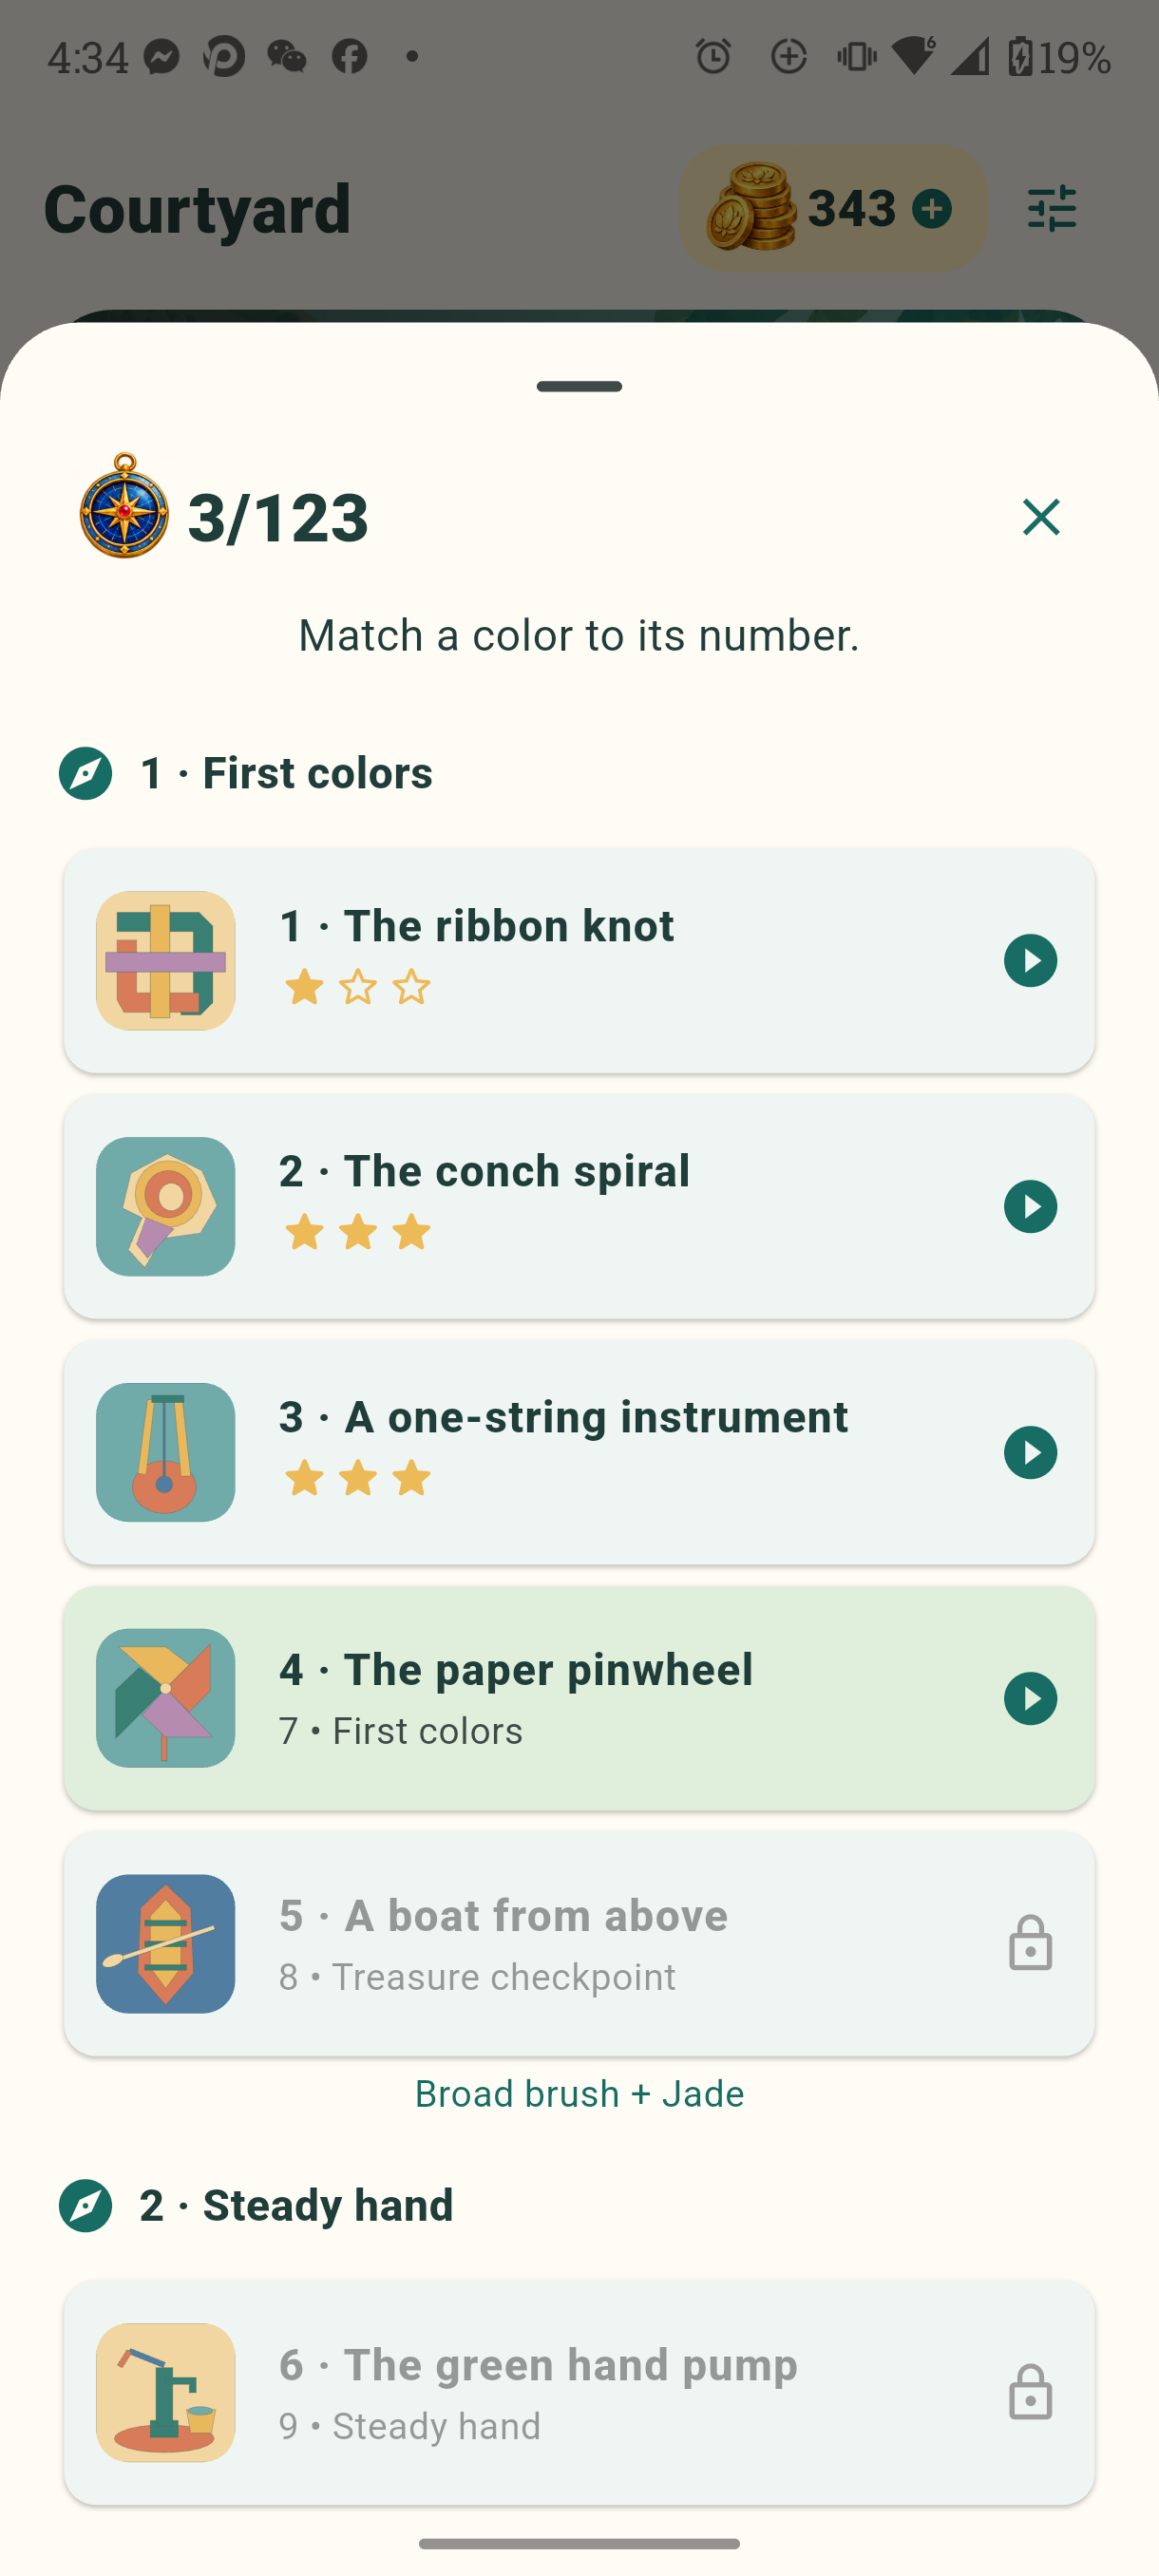 4:34
19%
Courtyard
343
3/123
Match a color to its number.
1 · First colors
1 · The ribbon knot
2 · The conch spiral
3 · A one-string instrument
4 · The paper pinwheel
7 • First colors
5 · A boat from above
8 • Treasure checkpoint
Broad brush + Jade
2 · Steady hand
6 · The green hand pump
9 • Steady hand